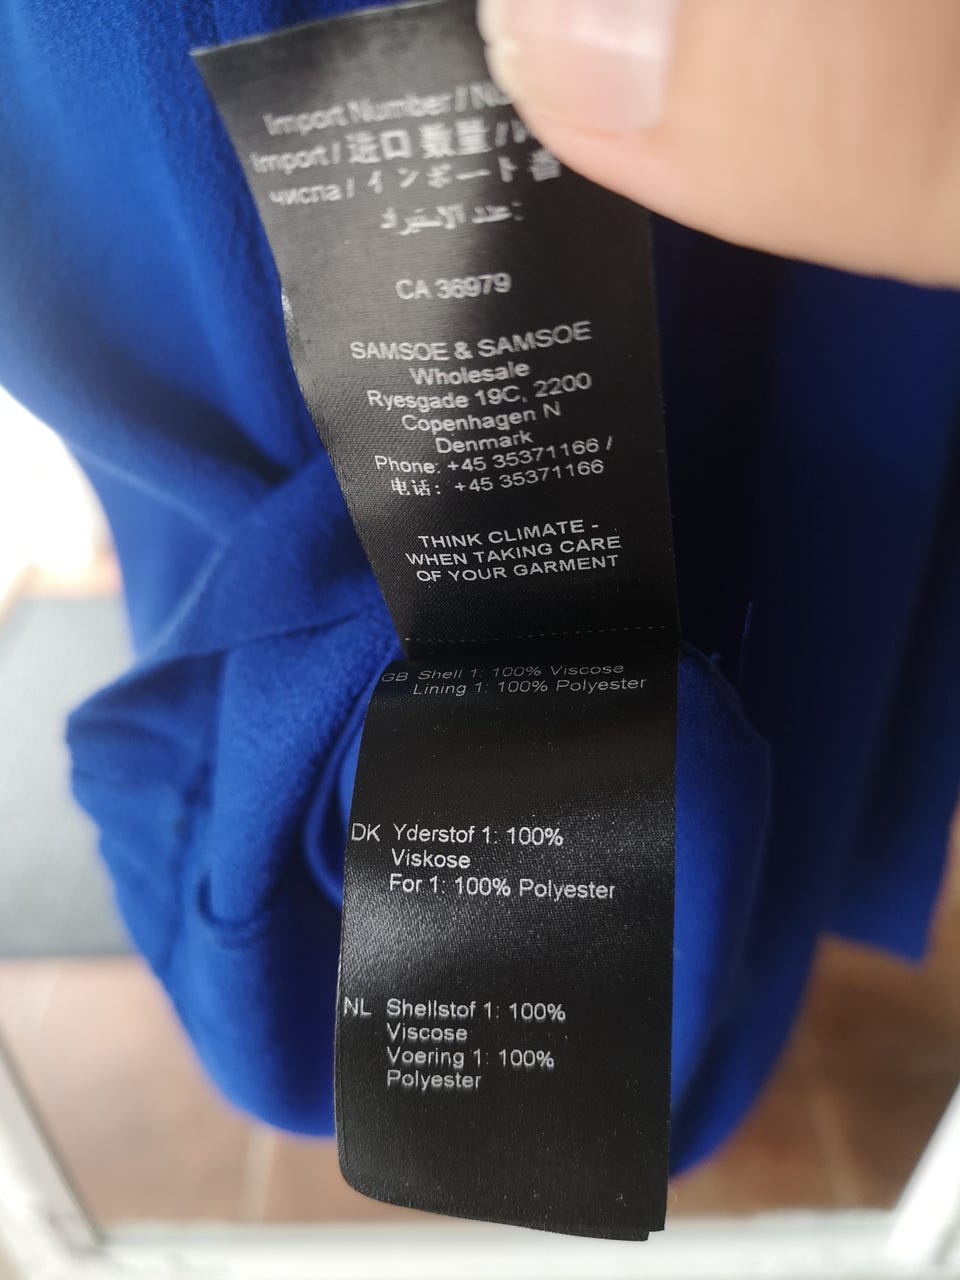 Import Number /
Import / 进口 数量 /
числа / インポート 番
عدد الاستيراد:
CA 36979
SAMSOE & SAMSOE
Wholesale
Ryesgade 19C, 2200
Copenhagen N
Denmark
Phone: +45 35371166 /
电话: +45 35371166
THINK CLIMATE -
WHEN TAKING CARE
OF YOUR GARMENT
GB Shell 1: 100% Viscose
Lining 1: 100% Polyester
DK Yderstof 1: 100%
Viskose
For 1: 100% Polyester
NL Shellstof 1: 100%
Viscose
Voering 1: 100%
Polyester